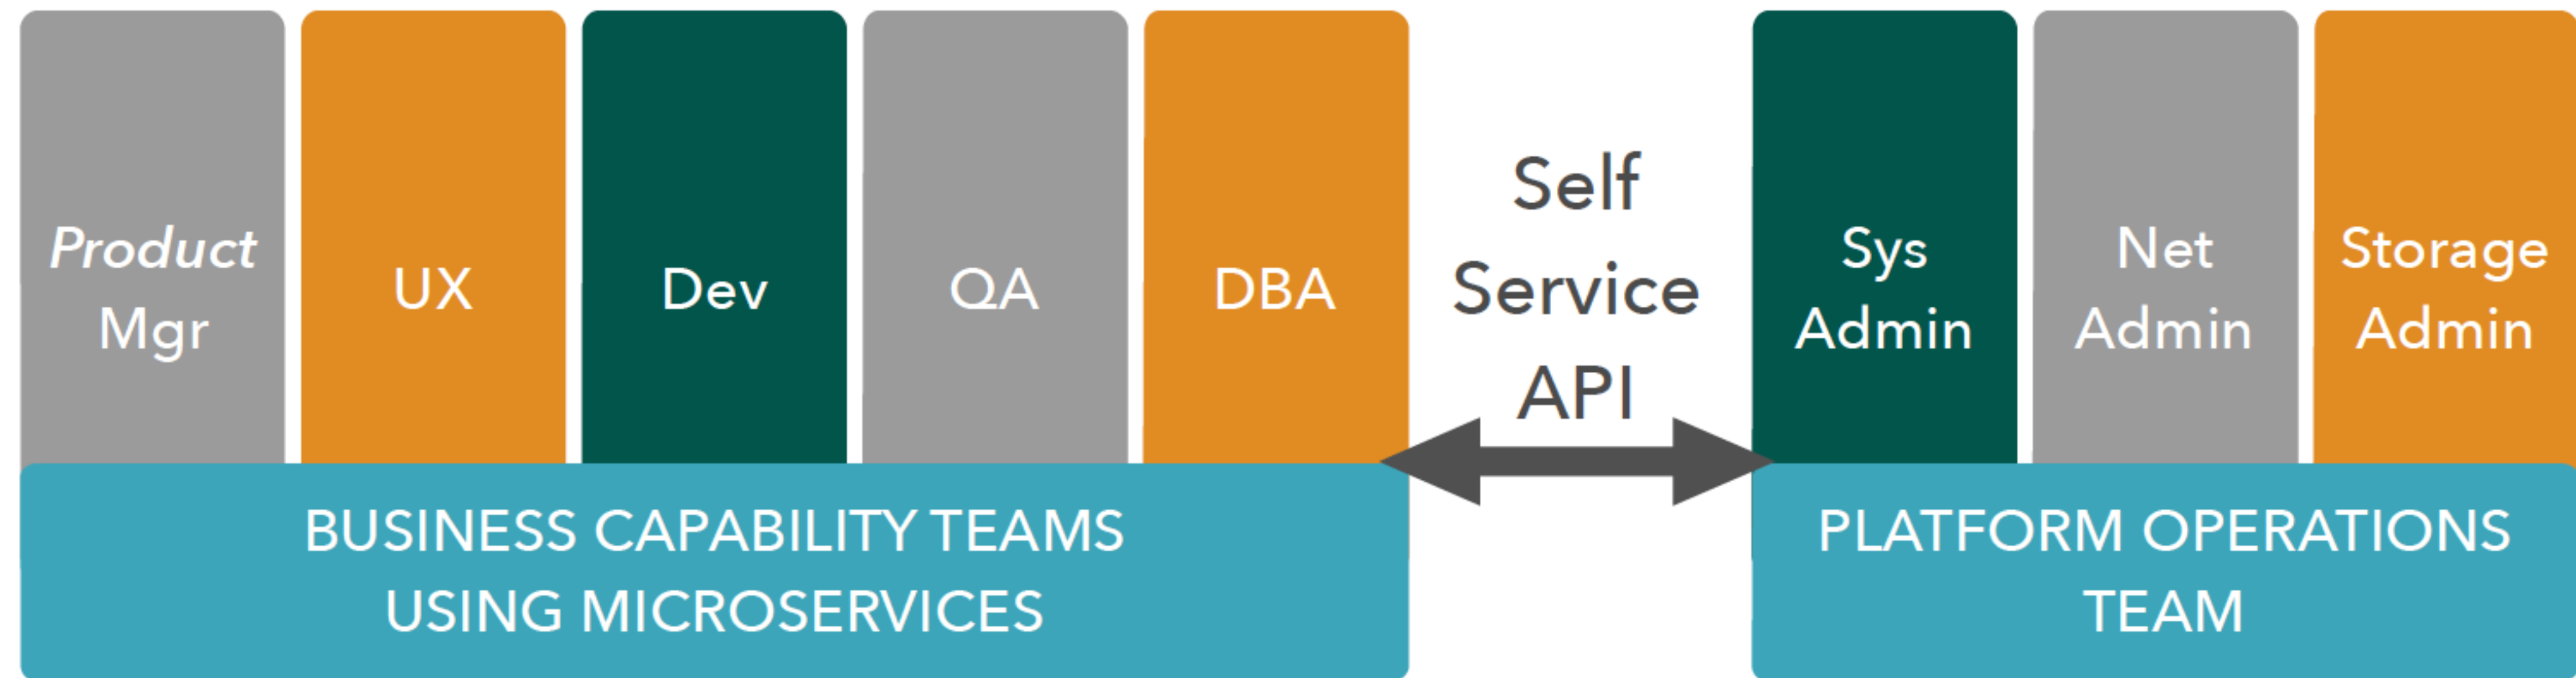 Product
Mgr
UX
Dev
QA
DBA
Self
Service
API
Sys
Admin
Net
Admin
Storage
Admin
BUSINESS CAPABILITY TEAMS
USING MICROSERVICES
PLATFORM OPERATIONS
TEAM